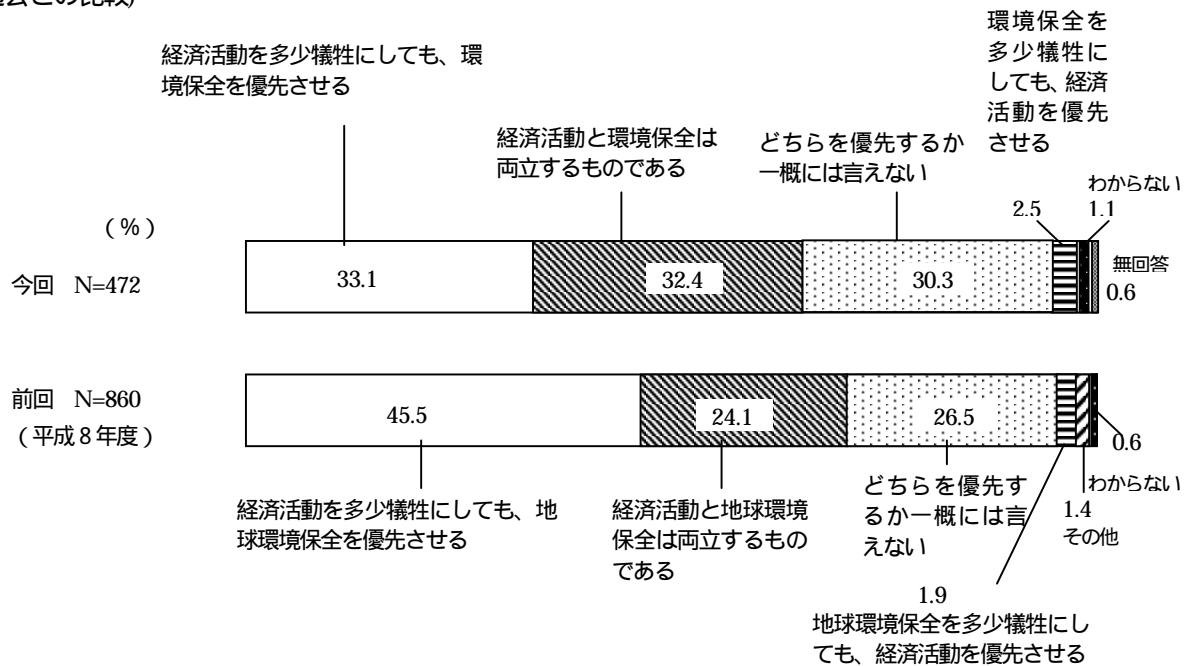 との比較)
環境保全を
多少犠牲に
しても、経済
活動を優先
させる
経済活動を多少犠牲にしても、環
境保全を優先させる
経済活動と環境保全は
両立するものである
どちらを優先するか
一概には言えない
わからない
2.5
1.1
(%)
今回 N=472
33.1
32.4
30.3
無回答
0.6
前回 N=860
(平成8年度)
45.5
24.1
26.5
0.6
わからない
経済活動を多少犠牲にしても、地
球環境保全を優先させる
経済活動と地球環境
保全は両立するもの
である
どちらを優先す
るか一概には言
えない
1.4
その他
1.9
地球環境保全を多少犠牲にし
ても、経済活動を優先させる